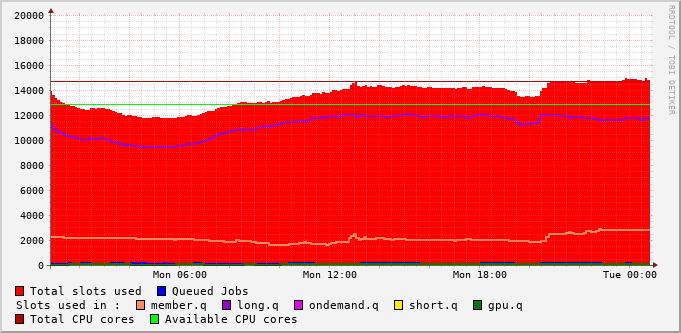 RRDTOOL / TOBI OETIKER
20000
18000
16000
14000
12000
10000
8000
6000
4000
2000
0
Mon 06:00 Mon 12:00 Mon 18:00 Tue 00:00
Total slots used Queued Jobs
Slots used in : member.q long.q ondemand.q short.q gpu.q
Total CPU cores Available CPU cores